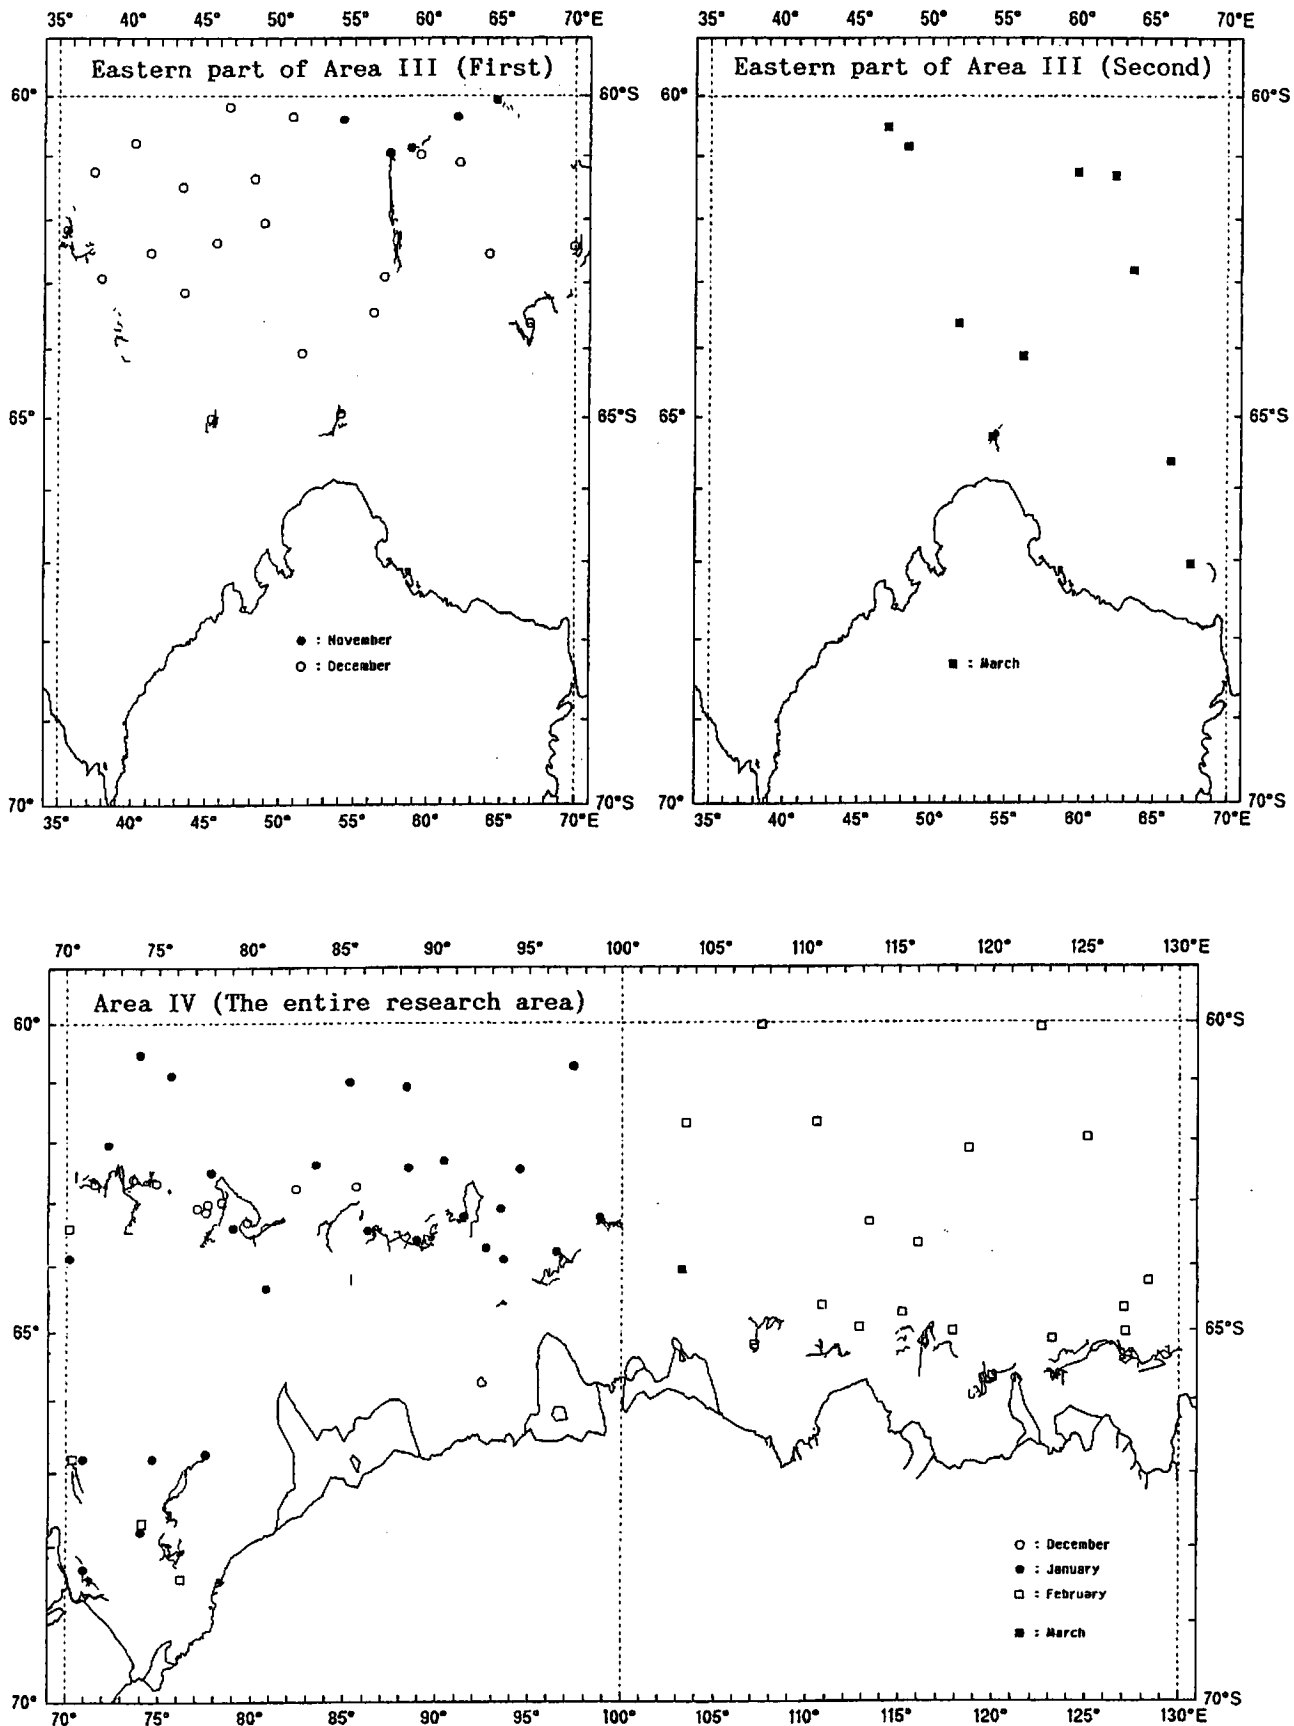 35° 40° 45° 50° 55° 60° 65° 70°E
Eastern part of Area III (First)
60° 60°S
65° 65°S
● : November
○ : December
70° 70°S
35° 40° 45° 50° 55° 60° 65° 70°E
35° 40° 45° 50° 55° 60° 65° 70°E
Eastern part of Area III (Second)
60° 60°S
65° 65°S
■ : March
70° 70°S
35° 40° 45° 50° 55° 60° 65° 70°E
70° 75° 80° 85° 90° 95° 100° 105° 110° 115° 120° 125° 130°E
Area IV (The entire research area)
60° 60°S
65° 65°S
○ : December
● : January
□ : February
■ : March
70° 70°S
70° 75° 80° 85° 90° 95° 100° 105° 110° 115° 120° 125° 130°E